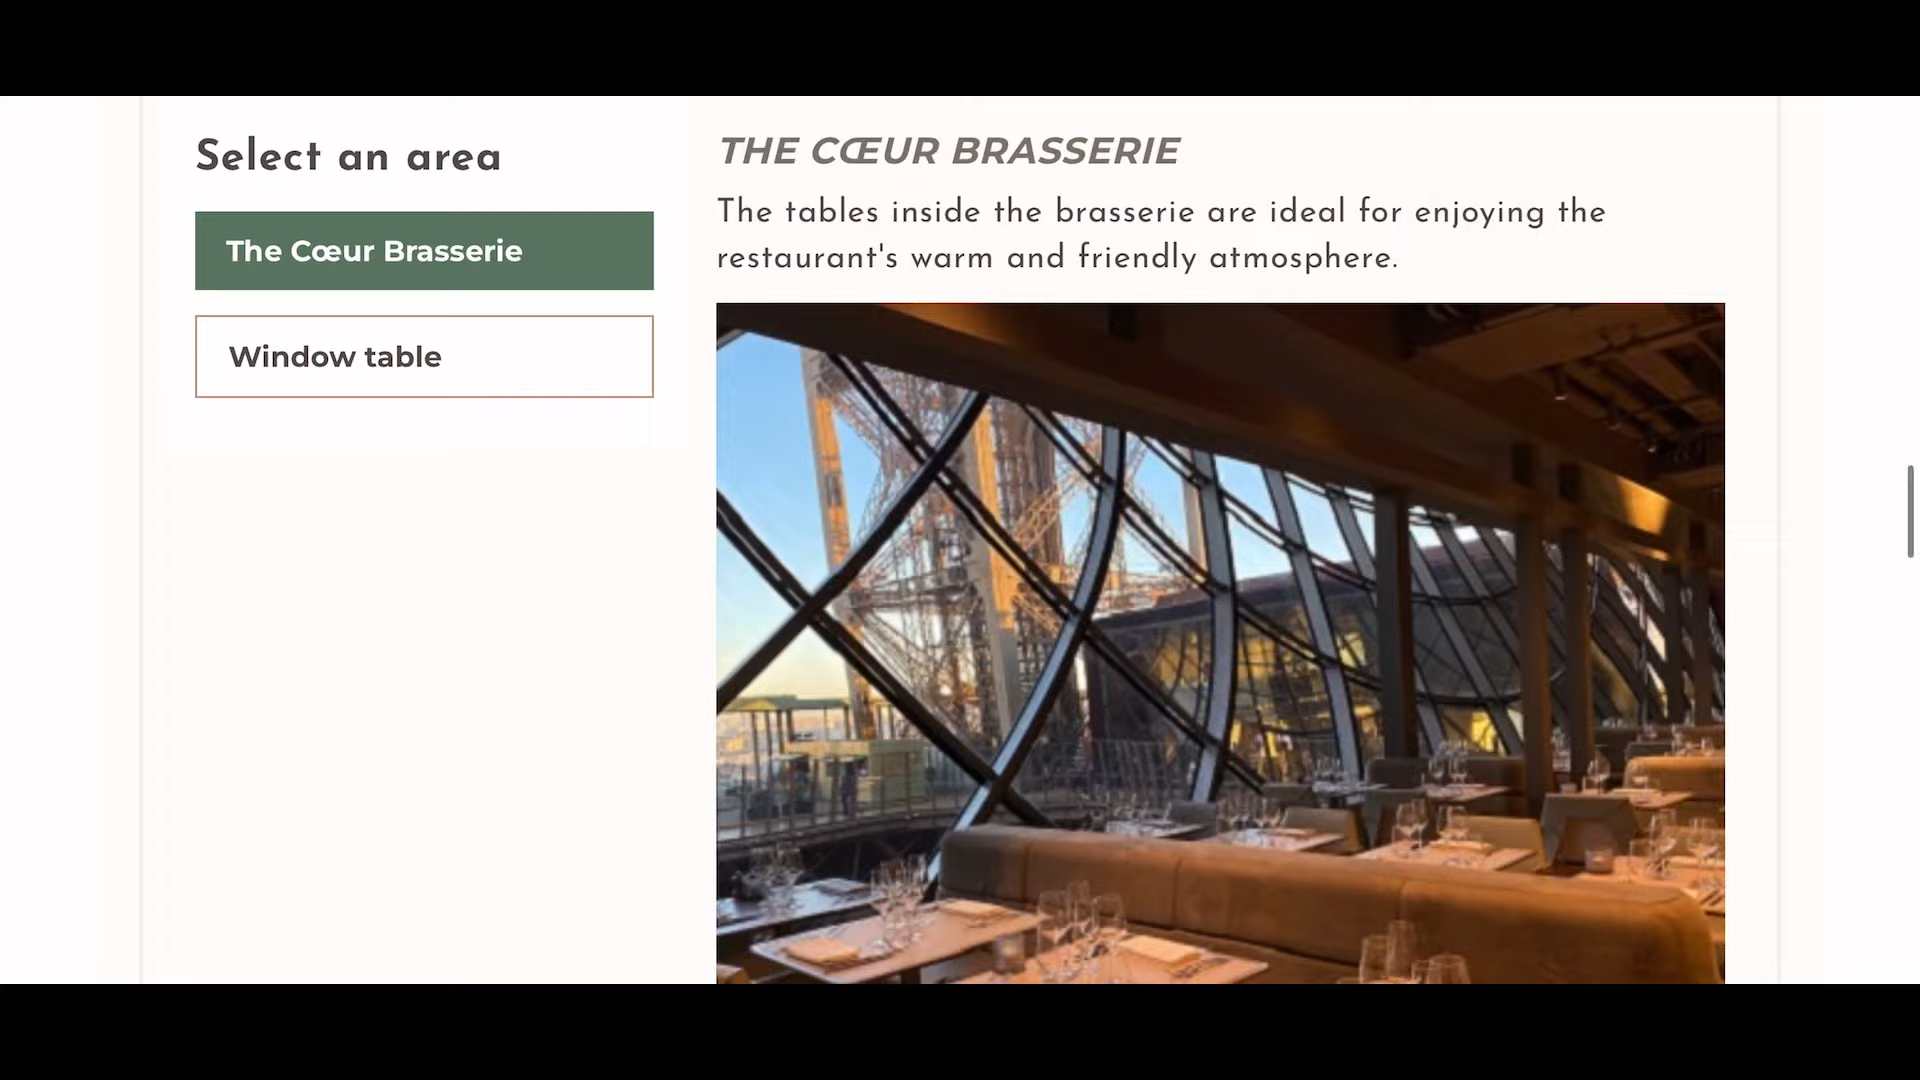 Select an area
The Cœur Brasserie
Window table
THE CŒUR BRASSERIE
The tables inside the brasserie are ideal for enjoying the
restaurant's warm and friendly atmosphere.